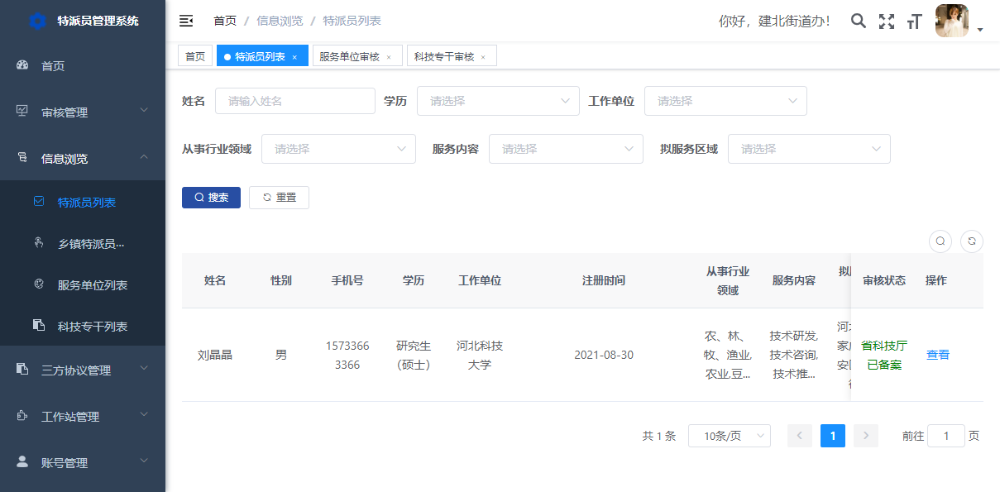 特派员管理系统
首页 / 信息浏览 / 特派员列表
你好，建北街道办！
首页
特派员列表 ×
服务单位审核 ×
科技专干审核 ×
首页
审核管理
信息浏览
特派员列表
乡镇特派员...
服务单位列表
科技专干列表
三方协议管理
工作站管理
账号管理
姓名 请输入姓名 学历 请选择 工作单位 请选择
从事行业领域 请选择 服务内容 请选择 拟服务区域 请选择
搜索 重置
姓名 性别 手机号 学历 工作单位 注册时间 从事行业领域 服务内容 审核状态 操作
刘晶晶 男 15733663366 研究生（硕士） 河北科技大学 2021-08-30 农、林、牧、渔业,农业,豆... 技术研发,技术咨询,技术推... 省科技厅已备案 查看
共 1 条 10条/页 1 前往 1 页